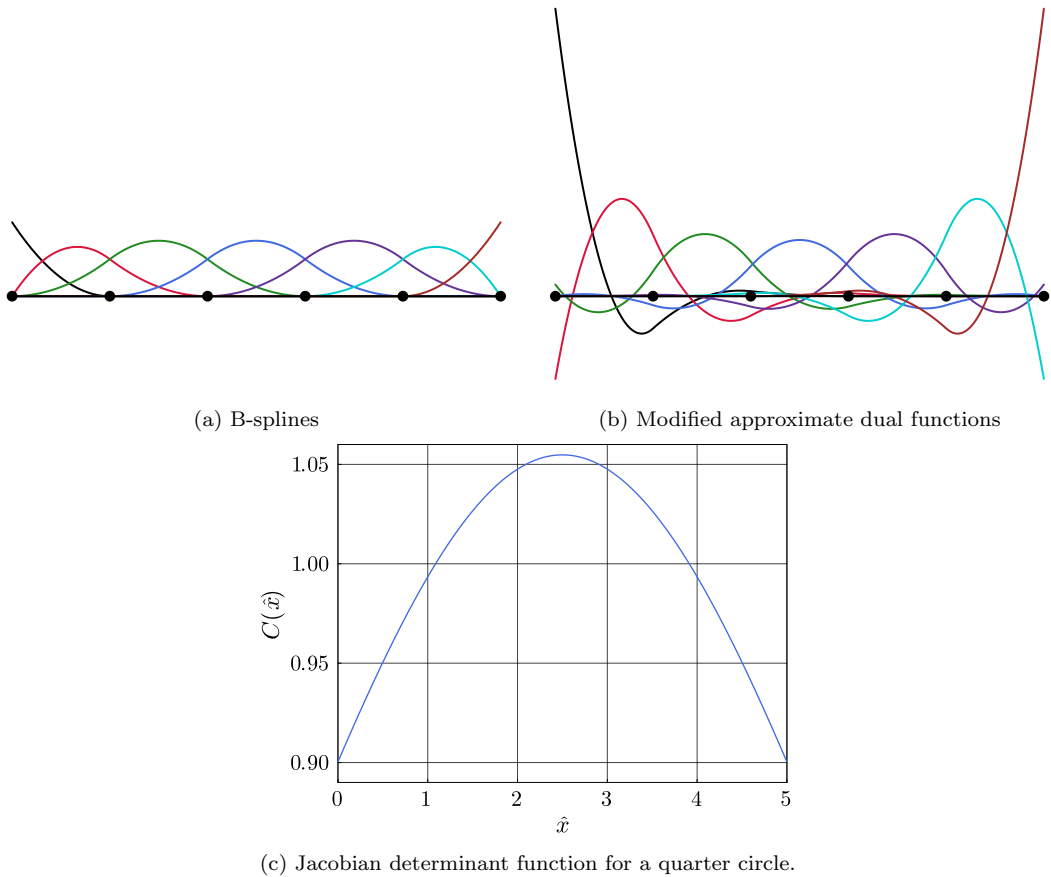 (a) B-splines
(b) Modified approximate dual functions
1.05
1.00
0.95
0.90
C(x̂)
0 1 2 3 4 5
x̂
(c) Jacobian determinant function for a quarter circle.